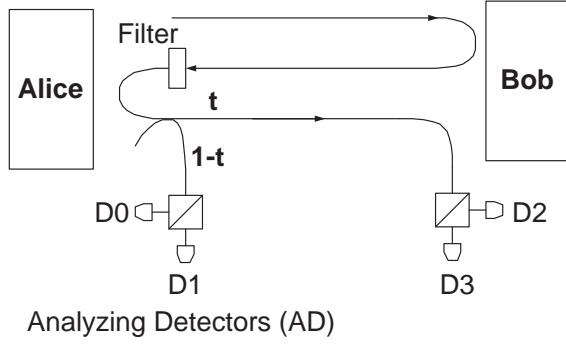 Filter
Alice
Bob
t
1-t
D0
D2
D1
D3
Analyzing Detectors (AD)